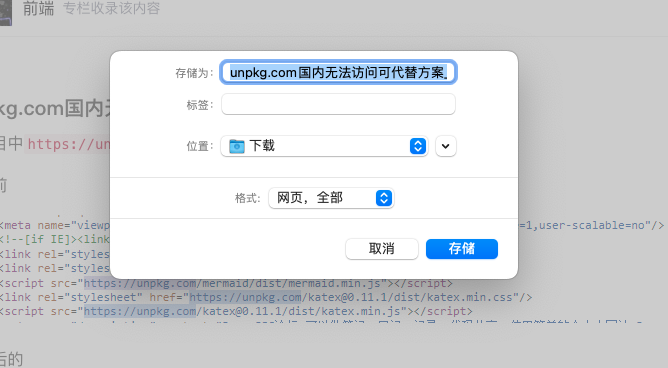 前端 专栏收录该内容
存储为: unpkg.com国内无法访问可代替方案_
标签:
位置: 下载
格式: 网页，全部
取消 存储
kg.com国内无
目中 https://un
前
<meta name="viewp =1,user-scalable=no"/>
<!--[if IE]><link
<link rel="styles
<link rel="styles
<script src="https://unpkg.com/mermaid/dist/mermaid.min.js"></script>
<link rel="stylesheet" href="https://unpkg.com/katex@0.11.1/dist/katex.min.css"/>
<script src="https://unpkg.com/katex@0.11.1/dist/katex.min.js"></script>
后的